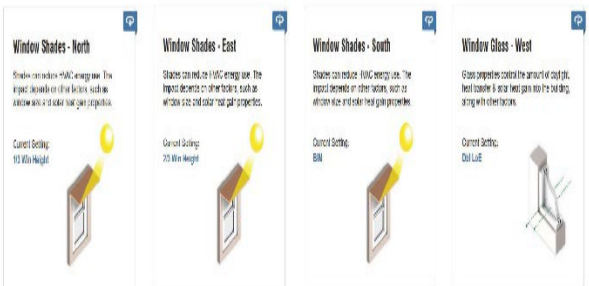 Window Shades - North
Shades can reduce HVAC energy use. The
impact depends on other factors, such as
window size and solar heat gain properties.
Current Setting:
1/3 Win Height
Window Shades - East
Shades can reduce HVAC energy use. The
impact depends on other factors, such as
window size and solar heat gain properties.
Current Setting:
2/3 Win Height
Window Shades - South
Shades can reduce HVAC energy use. The
impact depends on other factors, such as
window size and solar heat gain properties.
Current Setting:
BIM
Window Glass - West
Glass properties control the amount of daylight,
heat transfer & solar heat gain into the building,
along with other factors.
Current Setting:
Dbl LoE